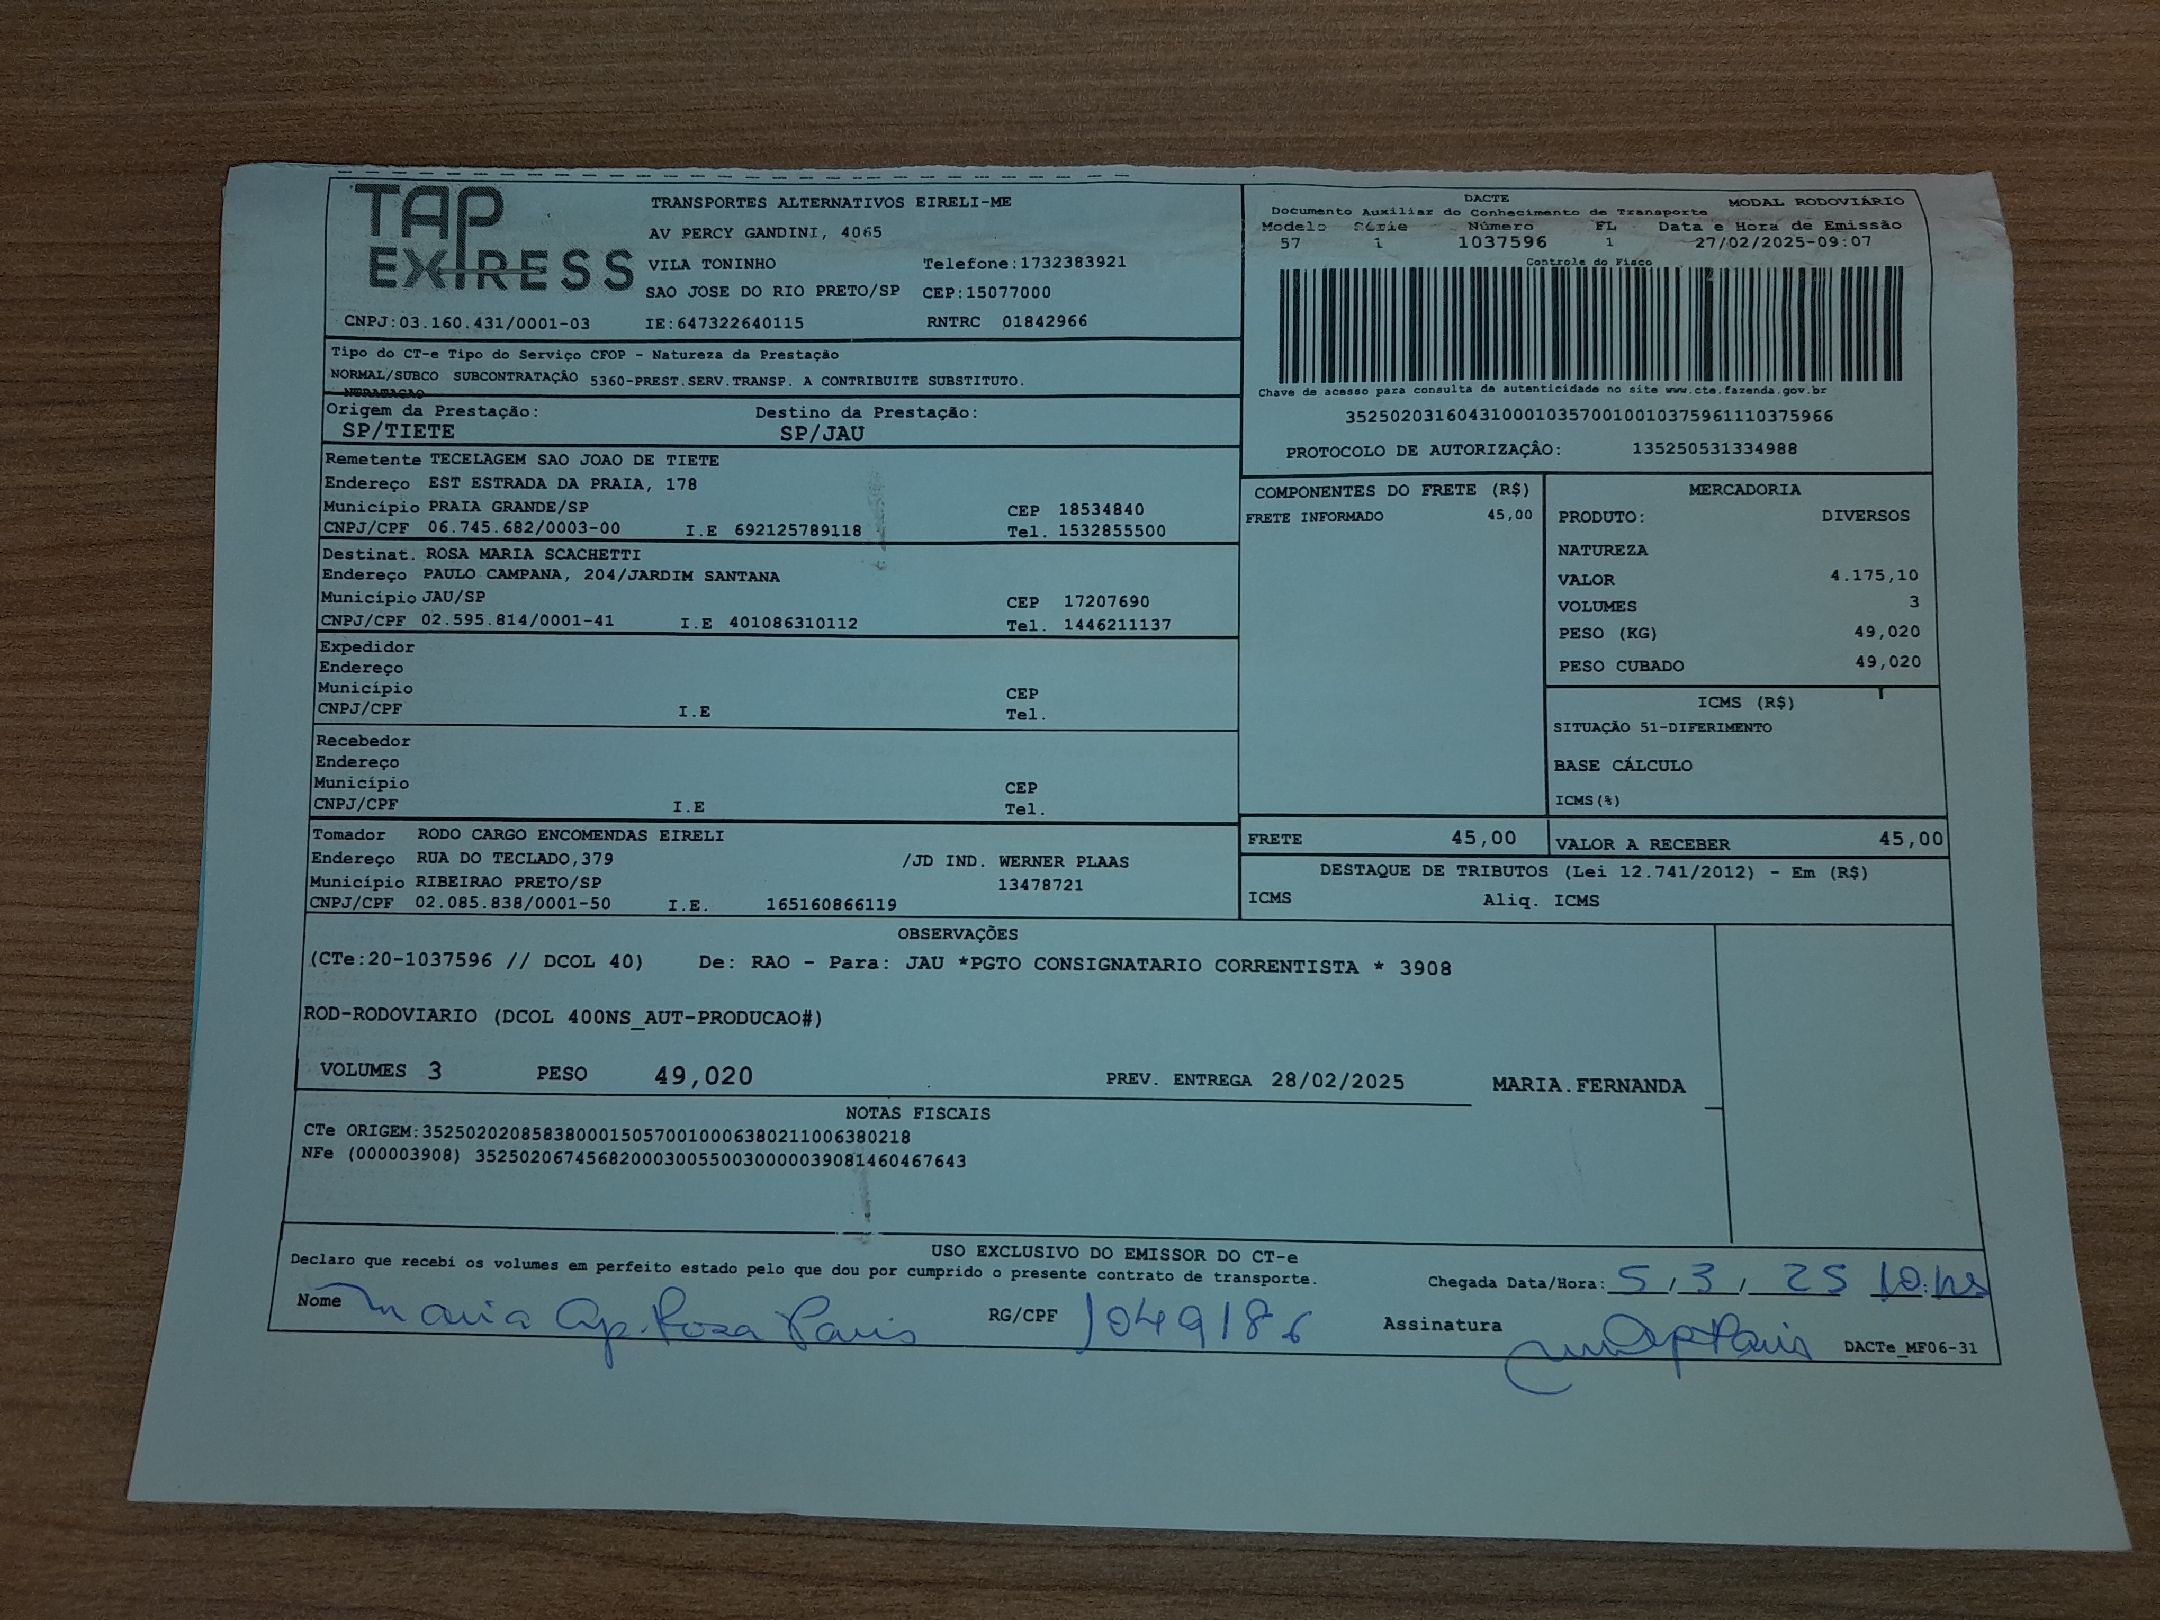 TAP EXPRESS
TRANSPORTES ALTERNATIVOS EIRELI-ME
AV PERCY GANDINI, 4065
VILA TONINHO Telefone:1732383921
SAO JOSE DO RIO PRETO/SP CEP:15077000
CNPJ:03.160.431/0001-03 IE:647322640115 RNTRC 01842966
DACTE MODAL RODOVIÁRIO
Documento Auxiliar do Conhecimento de Transporte
Modelo Série Número FL Data e Hora de Emissão
57 1 1037596 1 27/02/2025-09:07
Controle do Fisco
Chave de acesso para consulta de autenticidade no site www.cte.fazenda.gov.br
35250203160431000103570010010375961110375966
PROTOCOLO DE AUTORIZAÇÂO: 135250531334988
Tipo do CT-e Tipo do Serviço CFOP - Natureza da Prestação
NORMAL/SUBCO SUBCONTRATAÇÂO 5360-PREST.SERV.TRANSP. A CONTRIBUITE SUBSTITUTO.
NTRATACAO
Origem da Prestação: Destino da Prestação:
SP/TIETE SP/JAU
Remetente TECELAGEM SAO JOAO DE TIETE
Endereço EST ESTRADA DA PRAIA, 178
Município PRAIA GRANDE/SP CEP 18534840
CNPJ/CPF 06.745.682/0003-00 I.E 692125789118 Tel. 1532855500
Destinat. ROSA MARIA SCACHETTI
Endereço PAULO CAMPANA, 204/JARDIM SANTANA
Município JAU/SP CEP 17207690
CNPJ/CPF 02.595.814/0001-41 I.E 401086310112 Tel. 1446211137
Expedidor
Endereço
Município CEP
CNPJ/CPF I.E Tel.
Recebedor
Endereço
Município CEP
CNPJ/CPF I.E Tel.
Tomador RODO CARGO ENCOMENDAS EIRELI
Endereço RUA DO TECLADO,379 /JD IND. WERNER PLAAS
Município RIBEIRAO PRETO/SP 13478721
CNPJ/CPF 02.085.838/0001-50 I.E. 165160866119
COMPONENTES DO FRETE (R$)
FRETE INFORMADO 45,00
MERCADORIA
PRODUTO: DIVERSOS
NATUREZA
VALOR 4.175,10
VOLUMES 3
PESO (KG) 49,020
PESO CUBADO 49,020
ICMS (R$)
SITUAÇÃO 51-DIFERIMENTO
BASE CÁLCULO
ICMS(%)
FRETE 45,00 VALOR A RECEBER 45,00
DESTAQUE DE TRIBUTOS (Lei 12.741/2012) - Em (R$)
ICMS Aliq. ICMS
OBSERVAÇÕES
(CTe:20-1037596 // DCOL 40) De: RAO - Para: JAU *PGTO CONSIGNATARIO CORRENTISTA * 3908
ROD-RODOVIARIO (DCOL 400NS_AUT-PRODUCAO#)
VOLUMES 3 PESO 49,020 PREV. ENTREGA 28/02/2025 MARIA.FERNANDA
NOTAS FISCAIS
CTe ORIGEM:35250202085838000150570010006380211006380218
NFe (000003908) 35250206745682000300550030000039081460467643
USO EXCLUSIVO DO EMISSOR DO CT-e
Declaro que recebi os volumes em perfeito estado pelo que dou por cumprido o presente contrato de transporte. Chegada Data/Hora: 5/3/25 10:hs
Nome Maria Ap. Rosa Paris RG/CPF 1049186 Assinatura
DACTe_MF06-31